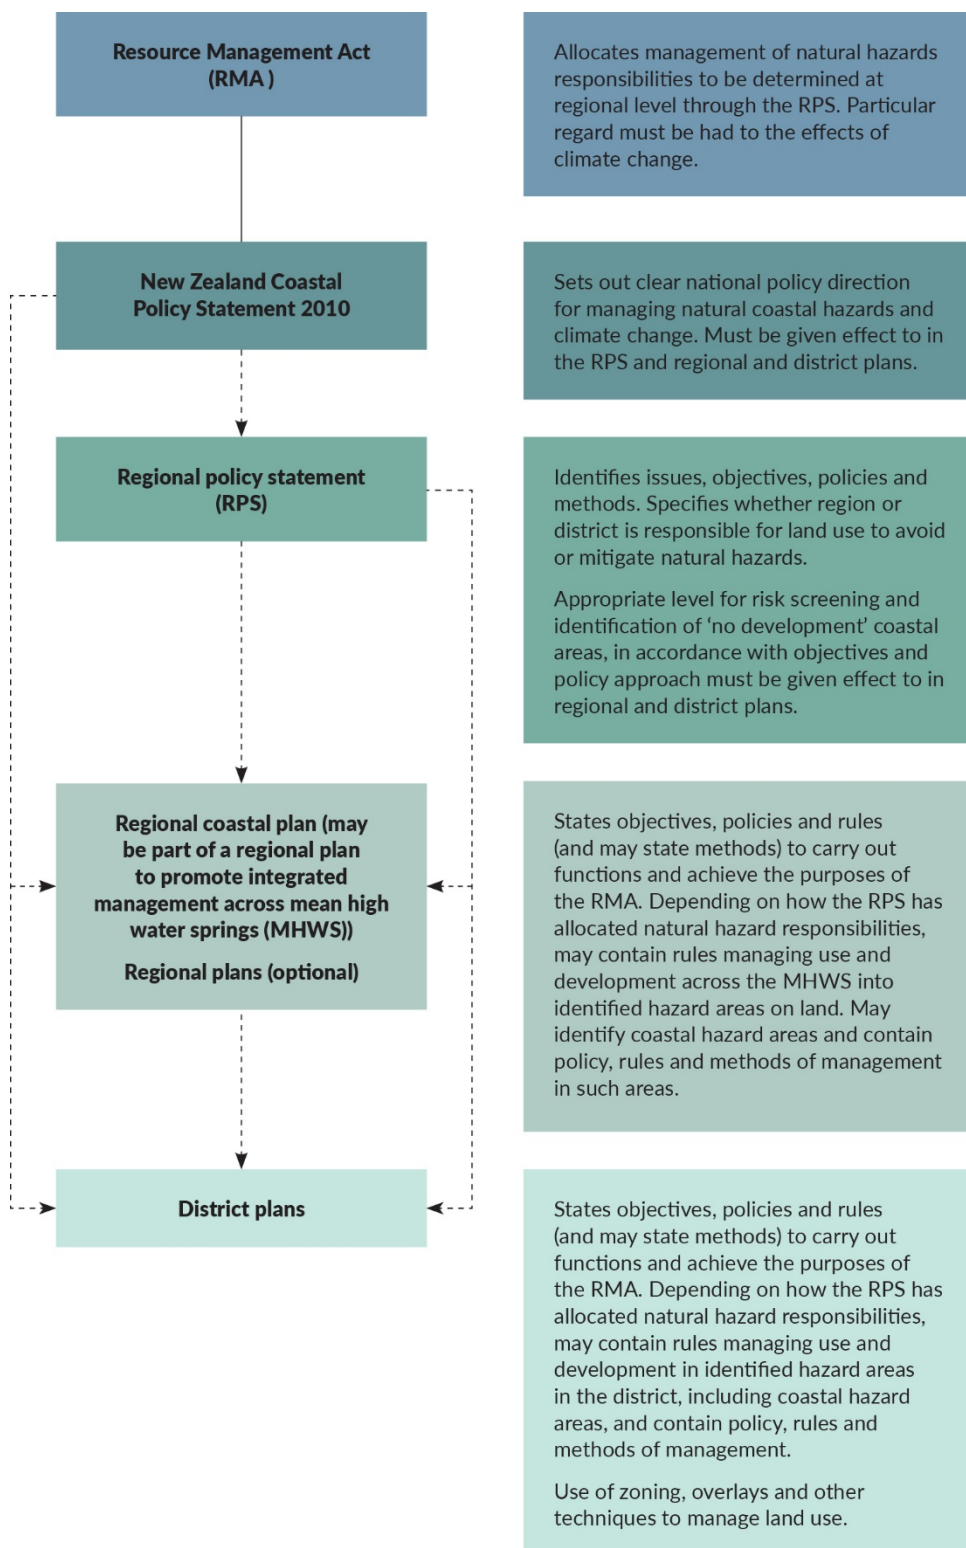 Resource Management Act
(RMA )
Allocates management of natural hazards
responsibilities to be determined at
regional level through the RPS. Particular
regard must be had to the effects of
climate change.
New Zealand Coastal
Policy Statement 2010
Sets out clear national policy direction
for managing natural coastal hazards and
climate change. Must be given effect to in
the RPS and regional and district plans.
Regional policy statement
(RPS)
Identifies issues, objectives, policies and
methods. Specifies whether region or
district is responsible for land use to avoid
or mitigate natural hazards.
Appropriate level for risk screening and
identification of ‘no development’ coastal
areas, in accordance with objectives and
policy approach must be given effect to in
regional and district plans.
Regional coastal plan (may
be part of a regional plan
to promote integrated
management across mean high
water springs (MHWS))
Regional plans (optional)
States objectives, policies and rules
(and may state methods) to carry out
functions and achieve the purposes of
the RMA. Depending on how the RPS has
allocated natural hazard responsibilities,
may contain rules managing use and
development across the MHWS into
identified hazard areas on land. May
identify coastal hazard areas and contain
policy, rules and methods of management
in such areas.
District plans
States objectives, policies and rules
(and may state methods) to carry out
functions and achieve the purposes of
the RMA. Depending on how the RPS has
allocated natural hazard responsibilities,
may contain rules managing use and
development in identified hazard areas
in the district, including coastal hazard
areas, and contain policy, rules and
methods of management.
Use of zoning, overlays and other
techniques to manage land use.